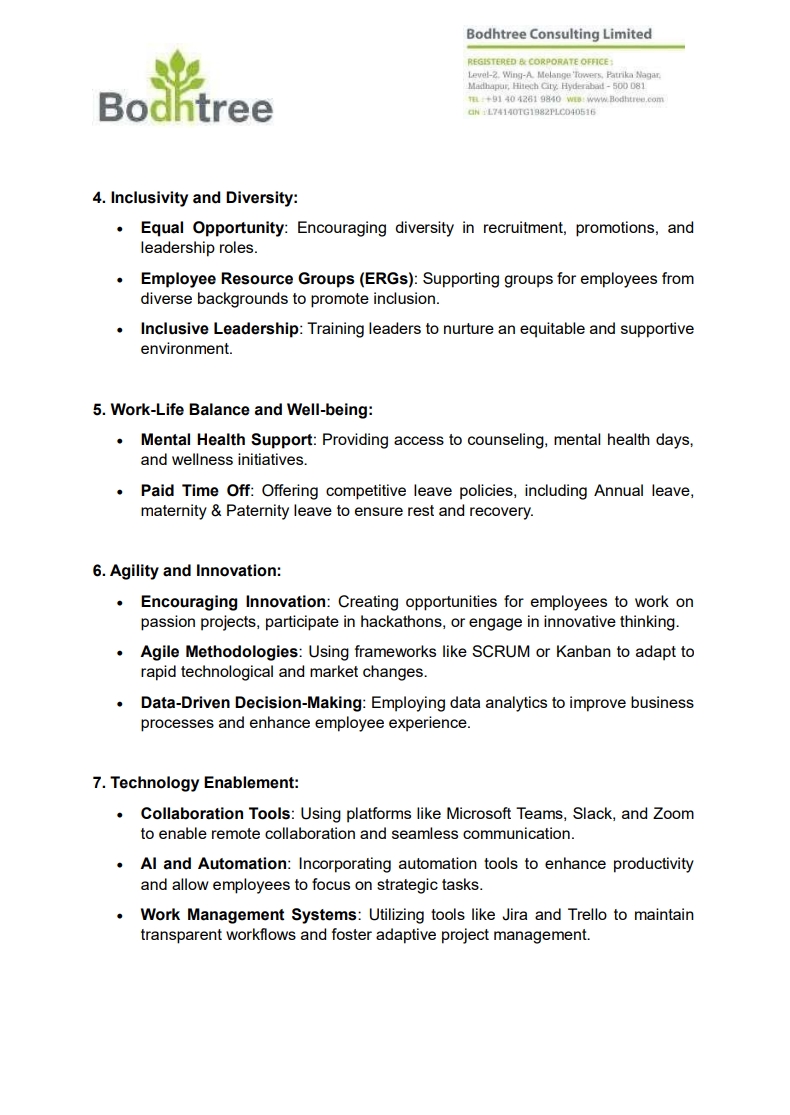 Bodhtree
Bodhtree Consulting Limited
REGISTERED & CORPORATE OFFICE :
Level-2, Wing-A, Melange Towers, Patrika Nagar,
Madhapur, Hitech City, Hyderabad - 500 081
TEL : +91 40 4261 9840 WEB: www.Bodhtree.com
CIN : L74140TG1982PLC040516
4. Inclusivity and Diversity:
• Equal Opportunity: Encouraging diversity in recruitment, promotions, and
leadership roles.
• Employee Resource Groups (ERGs): Supporting groups for employees from
diverse backgrounds to promote inclusion.
• Inclusive Leadership: Training leaders to nurture an equitable and supportive
environment.
5. Work-Life Balance and Well-being:
• Mental Health Support: Providing access to counseling, mental health days,
and wellness initiatives.
• Paid Time Off: Offering competitive leave policies, including Annual leave,
maternity & Paternity leave to ensure rest and recovery.
6. Agility and Innovation:
• Encouraging Innovation: Creating opportunities for employees to work on
passion projects, participate in hackathons, or engage in innovative thinking.
• Agile Methodologies: Using frameworks like SCRUM or Kanban to adapt to
rapid technological and market changes.
• Data-Driven Decision-Making: Employing data analytics to improve business
processes and enhance employee experience.
7. Technology Enablement:
• Collaboration Tools: Using platforms like Microsoft Teams, Slack, and Zoom
to enable remote collaboration and seamless communication.
• AI and Automation: Incorporating automation tools to enhance productivity
and allow employees to focus on strategic tasks.
• Work Management Systems: Utilizing tools like Jira and Trello to maintain
transparent workflows and foster adaptive project management.